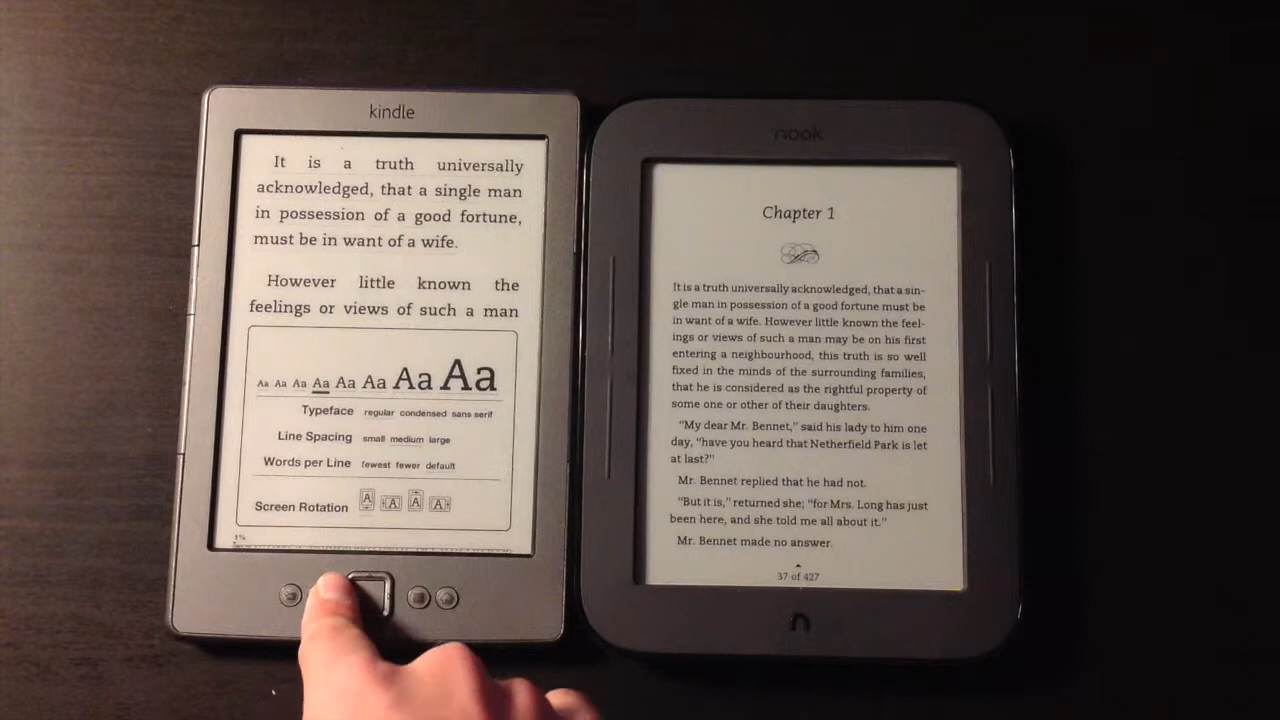 kindle
It is a truth universally
acknowledged, that a single man
in possession of a good fortune,
must be in want of a wife.
However little known the
feelings or views of such a man
Aa Aa Aa Aa Aa Aa Aa Aa
Typeface regular condensed sans serif
Line Spacing small medium large
Words per Line fewest fewer default
Screen Rotation A A A A
1%
nook
Chapter 1
It is a truth universally acknowledged, that a sin-
gle man in possession of a good fortune must be
in want of a wife. However little known the feel-
ings or views of such a man may be on his first
entering a neighbourhood, this truth is so well
fixed in the minds of the surrounding families,
that he is considered as the rightful property of
some one or other of their daughters.
“My dear Mr. Bennet,” said his lady to him one
day, “have you heard that Netherfield Park is let
at last?”
Mr. Bennet replied that he had not.
“But it is,” returned she; “for Mrs. Long has just
been here, and she told me all about it.”
Mr. Bennet made no answer.
37 of 427
n